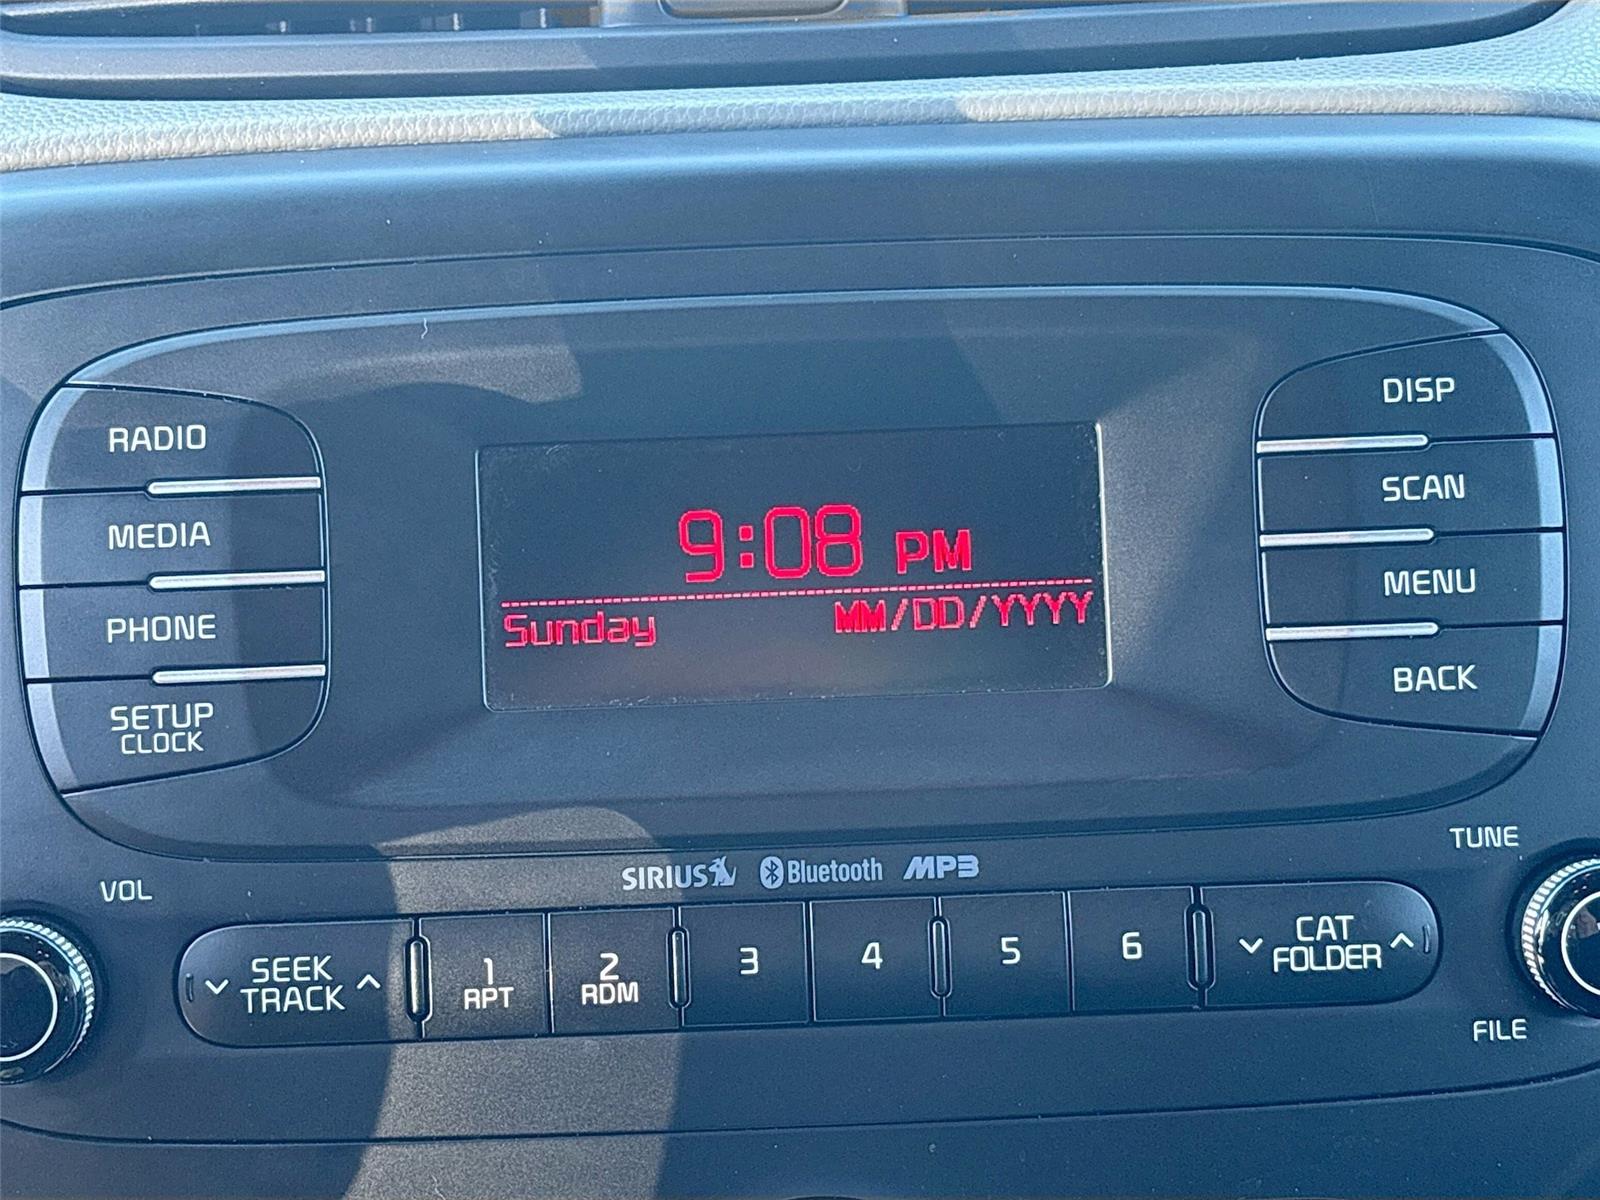 RADIO
MEDIA
PHONE
SETUP
CLOCK
9:08 PM
Sunday MM/DD/YYYY
DISP
SCAN
MENU
BACK
VOL
SIRIUS Bluetooth MP3
TUNE
SEEK
TRACK
1
RPT
2
RDM
3
4
5
6
CAT
FOLDER
FILE